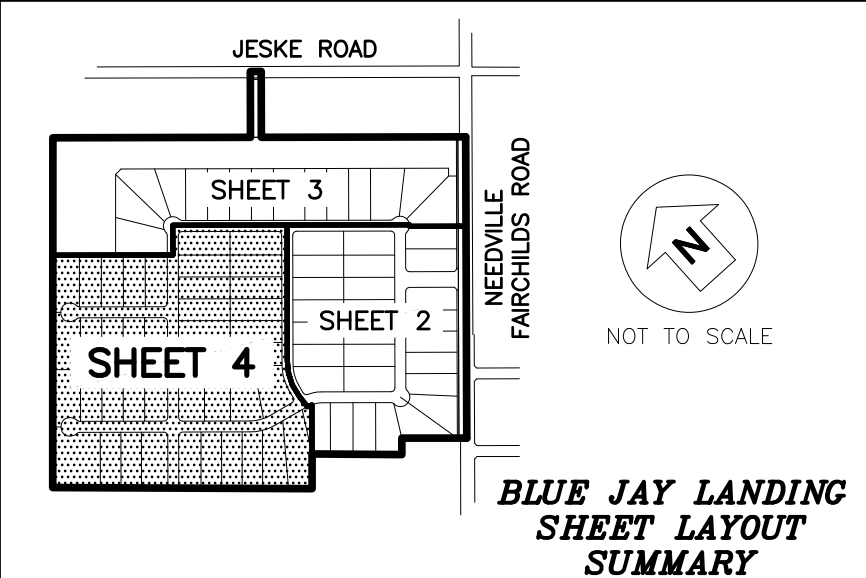 JESKE ROAD
SHEET 3
NEEDVILLE
FAIRCHILDS ROAD
N
SHEET 2
NOT TO SCALE
SHEET 4
BLUE JAY LANDING
SHEET LAYOUT
SUMMARY